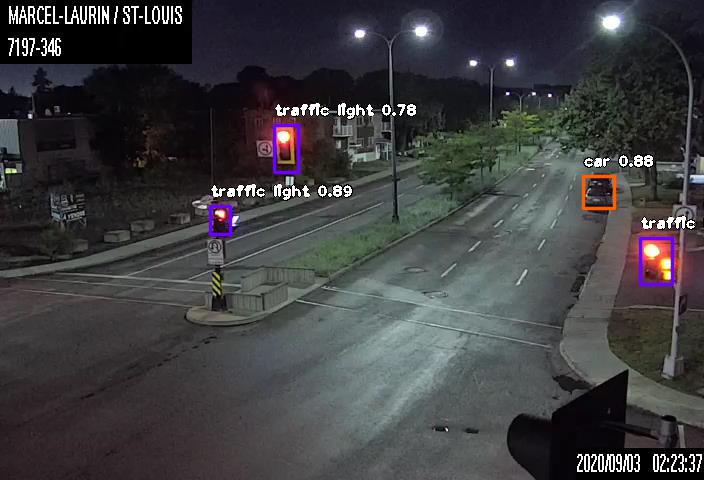 MARCEL-LAURIN / ST-LOUIS
7197-346
traffic light 0.78
car 0.88
traffic light 0.89
traffic
2020/09/03 02:23:37